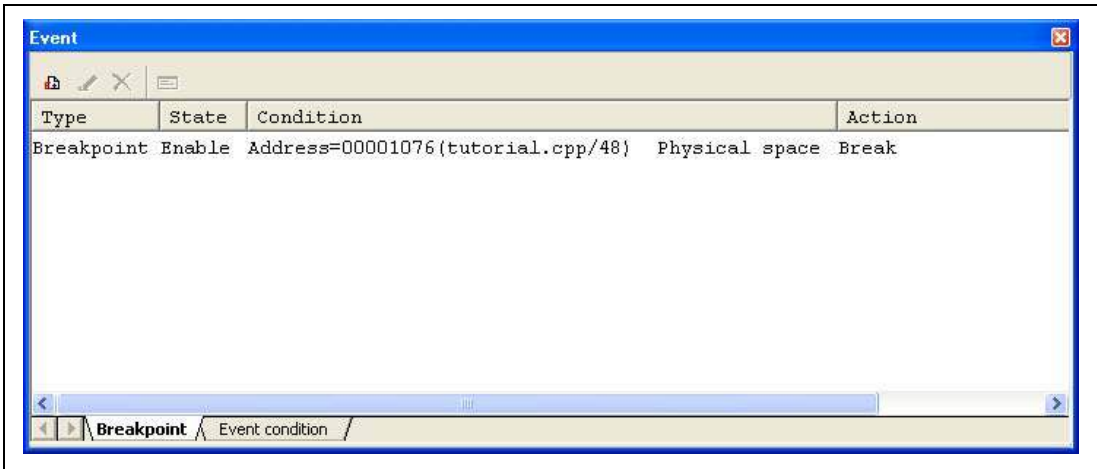 Event
Type State Condition Action
Breakpoint Enable Address=00001076(tutorial.cpp/48) Physical space Break
Breakpoint Event condition